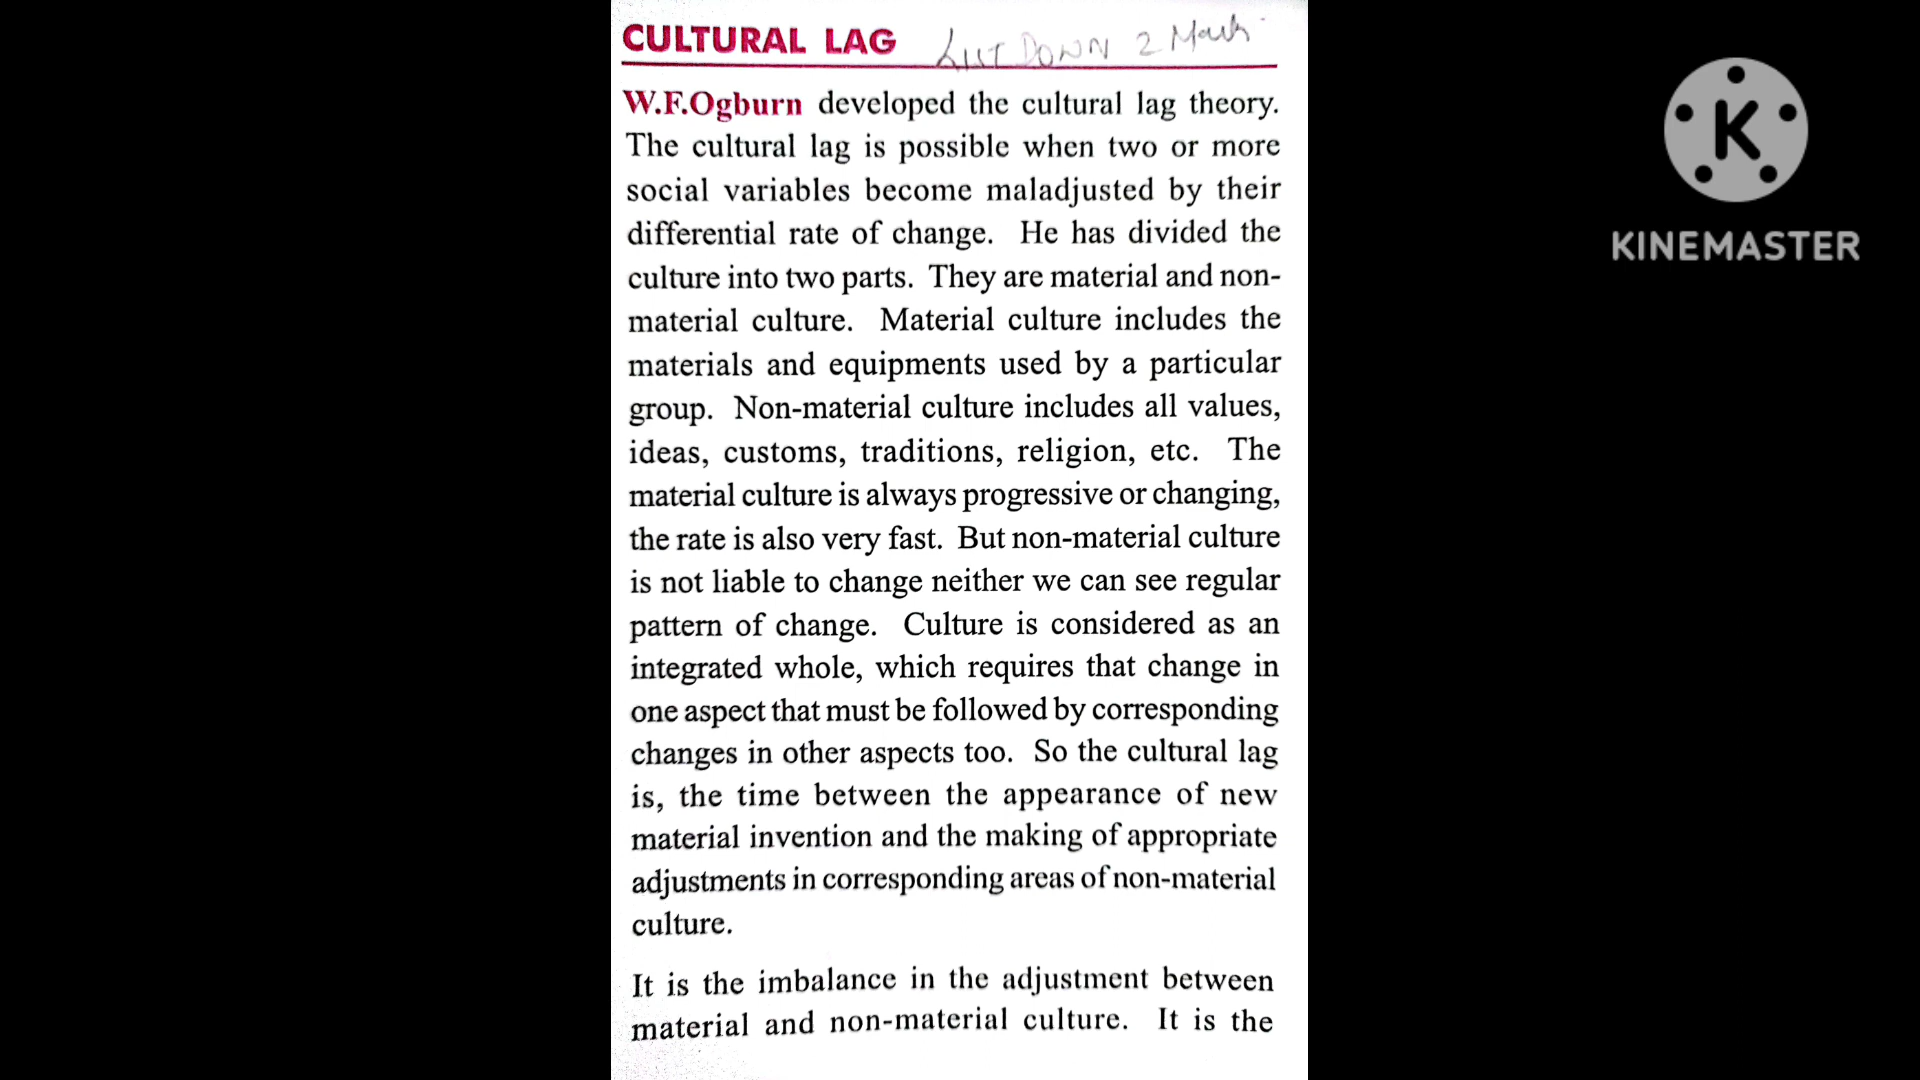 CULTURAL LAG LIST DOWN 2 Mark
W.F.Ogburn developed the cultural lag theory.
The cultural lag is possible when two or more
social variables become maladjusted by their
differential rate of change. He has divided the
culture into two parts. They are material and non-
material culture. Material culture includes the
materials and equipments used by a particular
group. Non-material culture includes all values,
ideas, customs, traditions, religion, etc. The
material culture is always progressive or changing,
the rate is also very fast. But non-material culture
is not liable to change neither we can see regular
pattern of change. Culture is considered as an
integrated whole, which requires that change in
one aspect that must be followed by corresponding
changes in other aspects too. So the cultural lag
is, the time between the appearance of new
material invention and the making of appropriate
adjustments in corresponding areas of non-material
culture.
It is the imbalance in the adjustment between
material and non-material culture. It is the
K
KINEMASTER